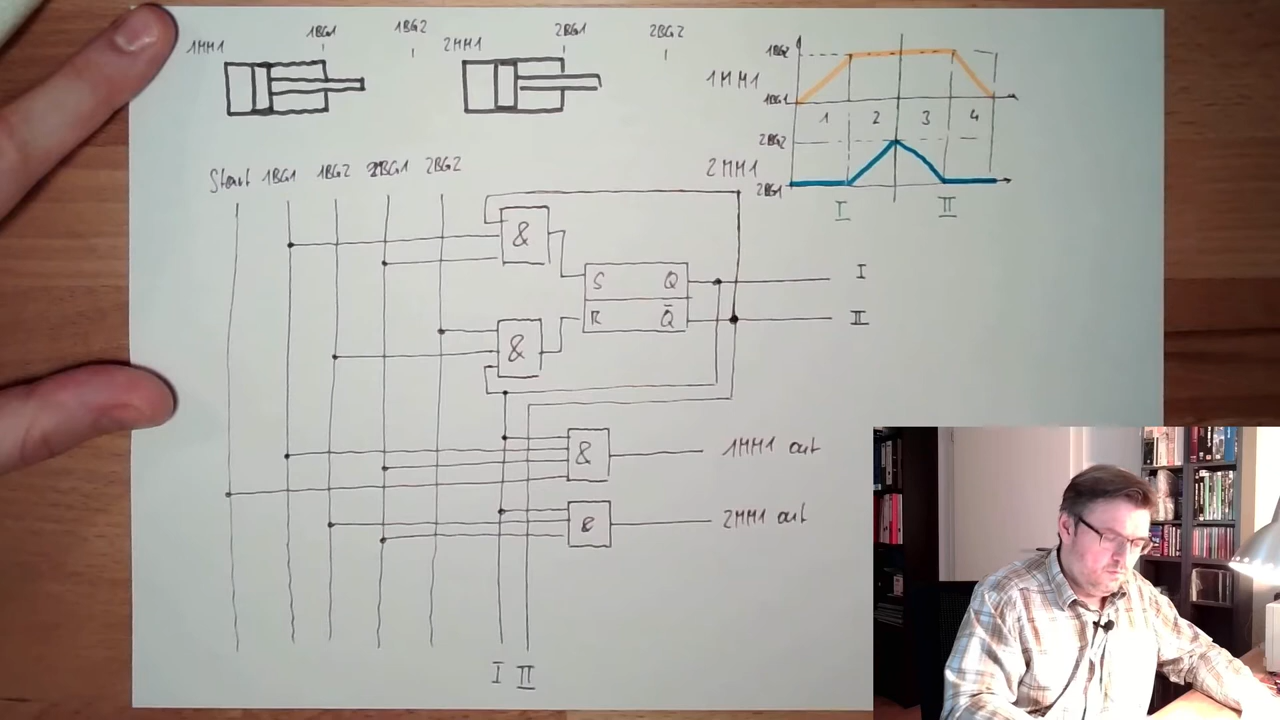 1MM1 1BG1 1BG2 2MM1 2BG1 2BG2
1MM1 1BG2
1BG1
1 2 3 4
2MM1 2BG2
2BG1
I II
Start 1BG1 1BG2 2BG1 2BG2
&
S Q
R Q̄
I
II
&
& 1MM1 out
& 2MM1 out
I II